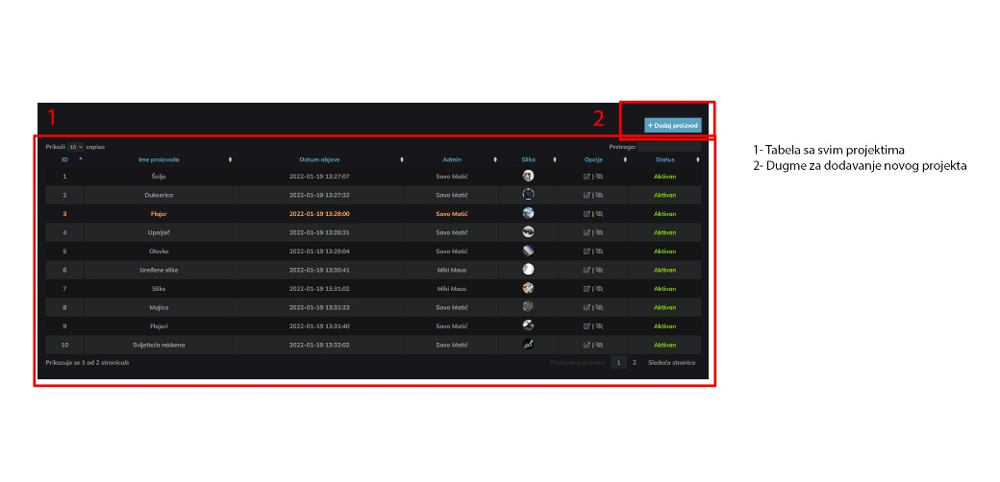 1
2
+ Dodaj proizvod
Prikaži 10 zapisa
Pretraga:
ID Ime proizvoda Datum objave Admin Slika Opcije Status
1 Šolja 2022-01-19 13:27:07 Savo Matić | Aktivan
2 Dukserica 2022-01-19 13:27:32 Savo Matić | Aktivan
3 Flajer 2022-01-19 13:28:00 Savo Matić | Aktivan
4 Upaljač 2022-01-19 13:28:31 Savo Matić | Aktivan
5 Olovke 2022-01-19 13:29:04 Savo Matić | Aktivan
6 Uređene slike 2022-01-19 13:30:41 Miki Maus | Aktivan
7 Slike 2022-01-19 13:31:02 Miki Maus | Aktivan
8 Majica 2022-01-19 13:31:23 Savo Matić | Aktivan
9 Flajeri 2022-01-19 13:31:40 Savo Matić | Aktivan
10 Svijetleća reklama 2022-01-19 13:32:02 Savo Matić | Aktivan
Prikazuje se 1 od 2 stranica/e
stranica 1 2 Sledeća stranica
1- Tabela sa svim projektima
2- Dugme za dodavanje novog projekta